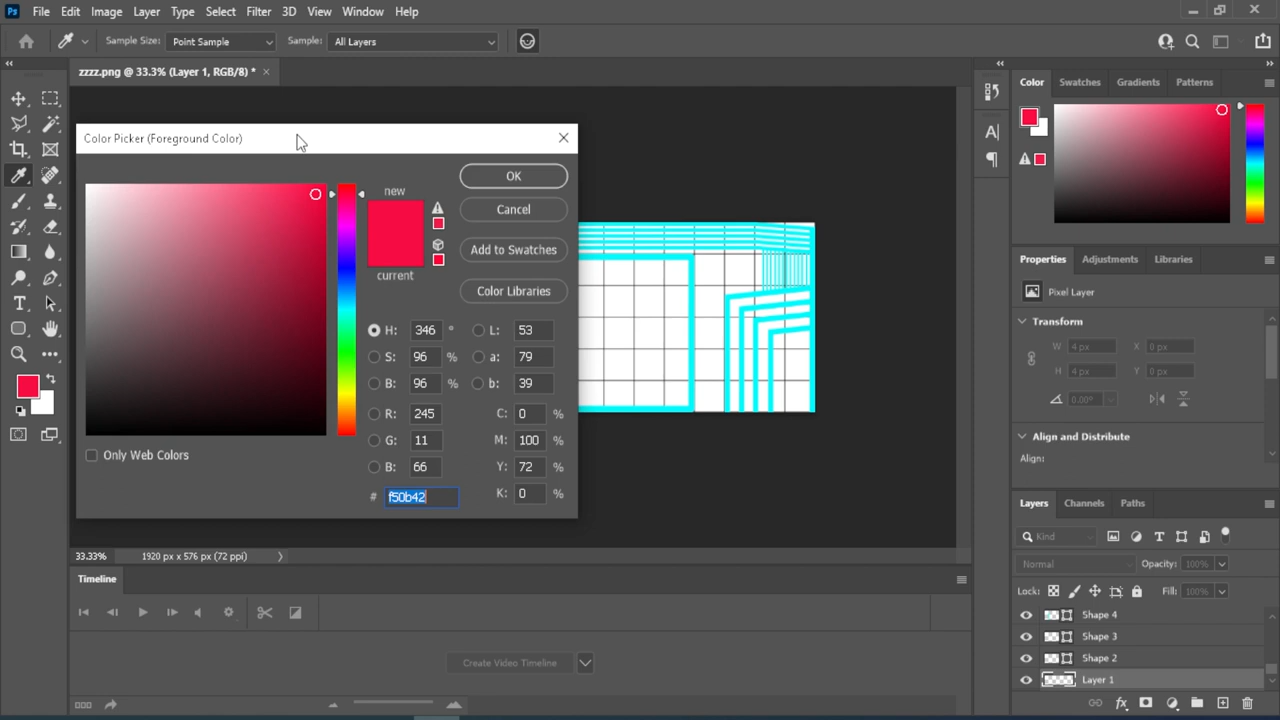 Ps File Edit Image Layer Type Select Filter 3D View Window Help
Sample Size: Point Sample Sample: All Layers
zzzz.png @ 33.3% (Layer 1, RGB/8) *
Color Swatches Gradients Patterns
Color Picker (Foreground Color)
new
current
OK
Cancel
Add to Swatches
Color Libraries
H: 346 ° L: 53
S: 96 % a: 79
B: 96 % b: 39
R: 245 C: 0 %
G: 11 M: 100 %
B: 66 Y: 72 %
# f50b42 K: 0 %
Only Web Colors
Properties Adjustments Libraries
Pixel Layer
Transform
W: 4 px X: 0 px
H: 4 px Y: 0 px
0.00°
Align and Distribute
Align:
Layers Channels Paths
Kind
Normal Opacity: 100%
Lock: Fill: 100%
Shape 4
Shape 3
Shape 2
Layer 1
33.33% 1920 px x 576 px (72 ppi)
Timeline
Create Video Timeline